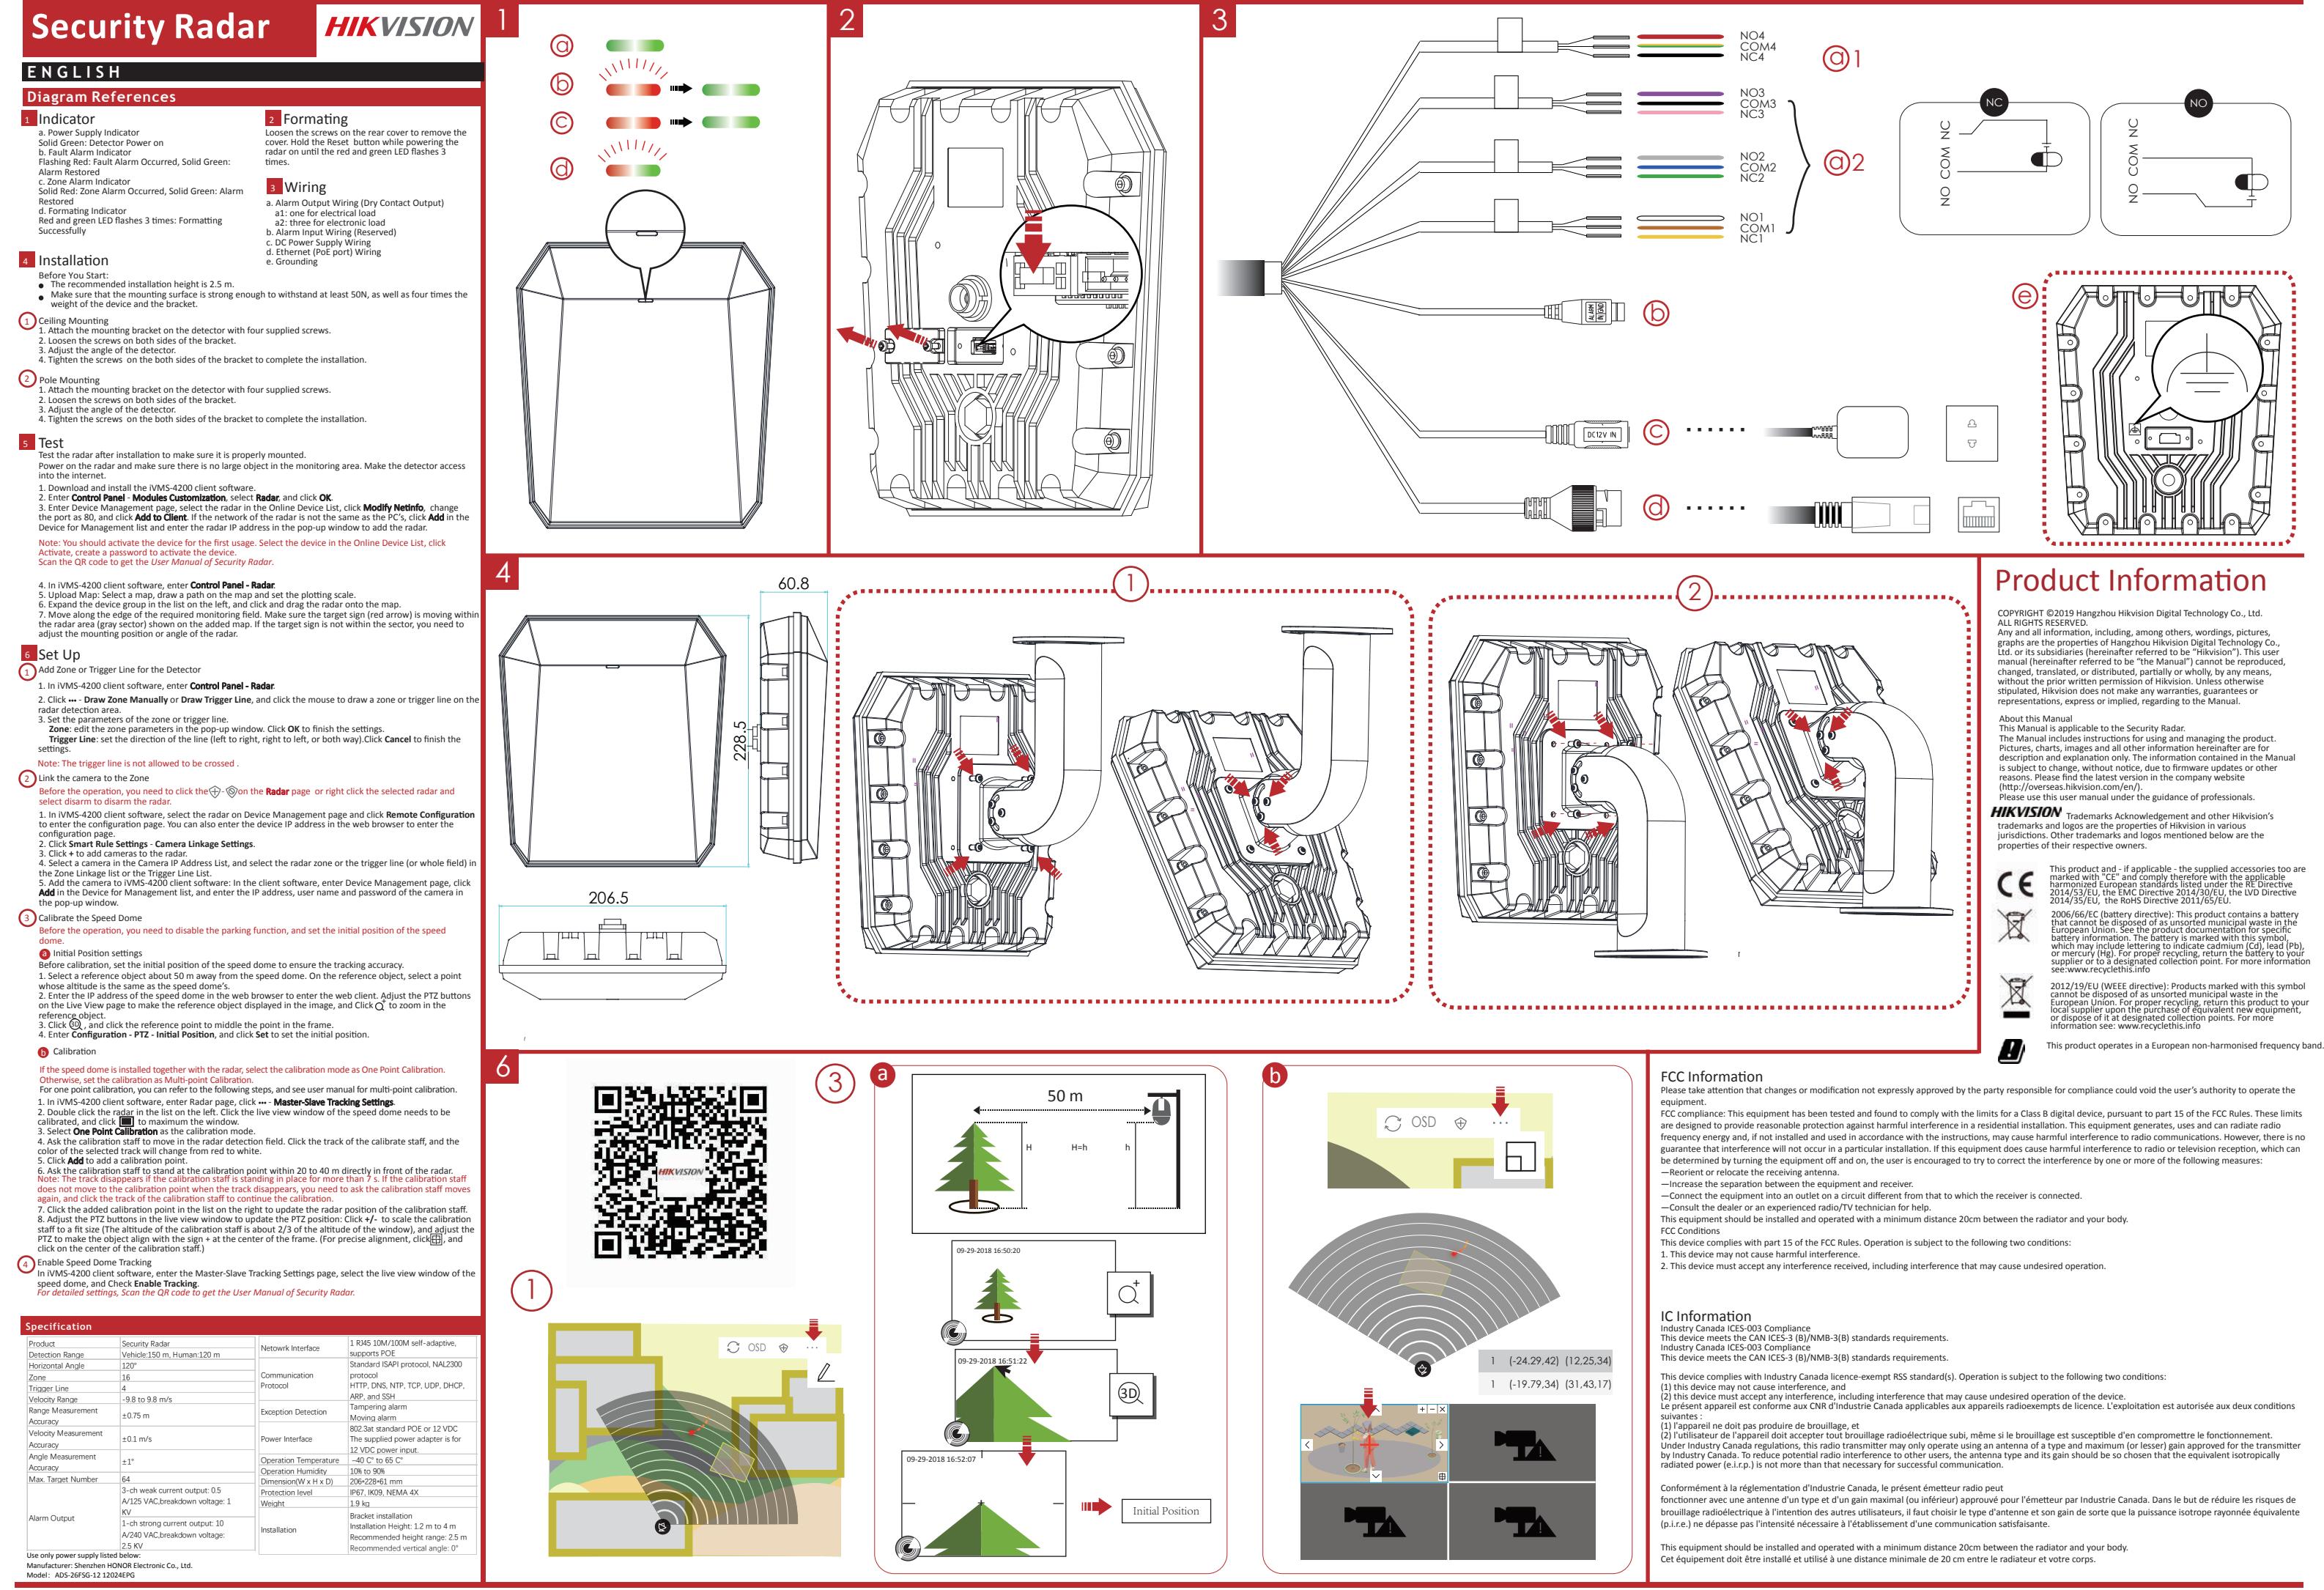 Security Radar
HIKVISION
ENGLISH
Diagram References
1 Indicator
a. Power Supply Indicator
Solid Green: Detector Power on
b. Fault Alarm Indicator
Flashing Red: Fault Alarm Occurred, Solid Green:
Alarm Restored
c. Zone Alarm Indicator
Solid Red: Zone Alarm Occurred, Solid Green: Alarm
Restored
d. Formating Indicator
Red and green LED flashes 3 times: Formatting
Successfully
2 Formating
Loosen the screws on the rear cover to remove the
cover. Hold the Reset button while powering the
radar on until the red and green LED flashes 3
times.
3 Wiring
a. Alarm Output Wiring (Dry Contact Output)
a1: one for electrical load
a2: three for electronic load
b. Alarm Input Wiring (Reserved)
c. DC Power Supply Wiring
d. Ethernet (PoE port) Wiring
e. Grounding
4 Installation
Before You Start:
● The recommended installation height is 2.5 m.
● Make sure that the mounting surface is strong enough to withstand at least 50N, as well as four times the
weight of the device and the bracket.
1 Ceiling Mounting
1. Attach the mounting bracket on the detector with four supplied screws.
2. Loosen the screws on both sides of the bracket.
3. Adjust the angle of the detector.
4. Tighten the screws on the both sides of the bracket to complete the installation.
2 Pole Mounting
1. Attach the mounting bracket on the detector with four supplied screws.
2. Loosen the screws on both sides of the bracket.
3. Adjust the angle of the detector.
4. Tighten the screws on the both sides of the bracket to complete the installation.
5 Test
Test the radar after installation to make sure it is properly mounted.
Power on the radar and make sure there is no large object in the monitoring area. Make the detector access
into the internet.
1. Download and install the iVMS-4200 client software.
2. Enter Control Panel - Modules Customization, select Radar, and click OK.
3. Enter Device Management page, select the radar in the Online Device List, click Modify Netinfo, change
the port as 80, and click Add to Client. If the network of the radar is not the same as the PC's, click Add in the
Device for Management list and enter the radar IP address in the pop-up window to add the radar.
Note: You should activate the device for the first usage. Select the device in the Online Device List, click
Activate, create a password to activate the device.
Scan the QR code to get the User Manual of Security Radar.
4. In iVMS-4200 client software, enter Control Panel - Radar.
5. Upload Map: Select a map, draw a path on the map and set the plotting scale.
6. Expand the device group in the list on the left, and click and drag the radar onto the map.
7. Move along the edge of the required monitoring field. Make sure the target sign (red arrow) is moving within
the radar area (gray sector) shown on the added map. If the target sign is not within the sector, you need to
adjust the mounting position or angle of the radar.
6 Set Up
1 Add Zone or Trigger Line for the Detector
1. In iVMS-4200 client software, enter Control Panel - Radar.
2. Click ••• - Draw Zone Manually or Draw Trigger Line, and click the mouse to draw a zone or trigger line on the
radar detection area.
3. Set the parameters of the zone or trigger line.
Zone: edit the zone parameters in the pop-up window. Click OK to finish the settings.
Trigger Line: set the direction of the line (left to right, right to left, or both way).Click Cancel to finish the
settings.
Note: The trigger line is not allowed to be crossed .
2 Link the camera to the Zone
Before the operation, you need to click the - on the Radar page or right click the selected radar and
select disarm to disarm the radar.
1. In iVMS-4200 client software, select the radar on Device Management page and click Remote Configuration
to enter the configuration page. You can also enter the device IP address in the web browser to enter the
configuration page.
2. Click Smart Rule Settings - Camera Linkage Settings.
3. Click + to add cameras to the radar.
4. Select a camera in the Camera IP Address List, and select the radar zone or the trigger line (or whole field) in
the Zone Linkage list or the Trigger Line List.
5. Add the camera to iVMS-4200 client software: In the client software, enter Device Management page, click
Add in the Device for Management list, and enter the IP address, user name and password of the camera in
the pop-up window.
3 Calibrate the Speed Dome
Before the operation, you need to disable the parking function, and set the initial position of the speed
dome.
a Initial Position settings
Before calibration, set the initial position of the speed dome to ensure the tracking accuracy.
1. Select a reference object about 50 m away from the speed dome. On the reference object, select a point
whose altitude is the same as the speed dome's.
2. Enter the IP address of the speed dome in the web browser to enter the web client. Adjust the PTZ buttons
on the Live View page to make the reference object displayed in the image, and Click to zoom in the
reference object.
3. Click 3D , and click the reference point to middle the point in the frame.
4. Enter Configuration - PTZ - Initial Position, and click Set to set the initial position.
b Calibration
If the speed dome is installed together with the radar, select the calibration mode as One Point Calibration.
Otherwise, set the calibration as Multi-point Calibration.
For one point calibration, you can refer to the following steps, and see user manual for multi-point calibration.
1. In iVMS-4200 client software, enter Radar page, click ••• - Master-Slave Tracking Settings.
2. Double click the radar in the list on the left. Click the live view window of the speed dome needs to be
calibrated, and click to maximum the window.
3. Select One Point Calibration as the calibration mode.
4. Ask the calibration staff to move in the radar detection field. Click the track of the calibrate staff, and the
color of the selected track will change from red to white.
5. Click Add to add a calibration point.
6. Ask the calibration staff to stand at the calibration point within 20 to 40 m directly in front of the radar.
Note: The track disappears if the calibration staff is standing in place for more than 7 s. If the calibration staff
does not move to the calibration point when the track disappears, you need to ask the calibration staff moves
again, and click the track of the calibration staff to continue the calibration.
7. Click the added calibration point in the list on the right to update the radar position of the calibration staff.
8. Adjust the PTZ buttons in the live view window to update the PTZ position: Click +/- to scale the calibration
staff to a fit size (The altitude of the calibration staff is about 2/3 of the altitude of the window), and adjust the
PTZ to make the object align with the sign + at the center of the frame. (For precise alignment, click , and
click on the center of the calibration staff.)
4 Enable Speed Dome Tracking
In iVMS-4200 client software, enter the Master-Slave Tracking Settings page, select the live view window of the
speed dome, and Check Enable Tracking.
For detailed settings, Scan the QR code to get the User Manual of Security Radar.
Specification
Product Security Radar
Detection Range Vehicle:150 m, Human:120 m
Horizontal Angle 120°
Zone 16
Trigger Line 4
Velocity Range -9.8 to 9.8 m/s
Range Measurement
Accuracy ±0.75 m
Velocity Measurement
Accuracy ±0.1 m/s
Angle Measurement
Accuracy ±1°
Max. Target Number 64
Alarm Output
3-ch weak current output: 0.5
A/125 VAC,breakdown voltage: 1
KV
1-ch strong current output: 10
A/240 VAC,breakdown voltage:
2.5 KV
Netowrk Interface
1 RJ45 10M/100M self-adaptive,
supports POE
Communication
Protocol
Standard ISAPI protocol, NAL2300
protocol
HTTP, DNS, NTP, TCP, UDP, DHCP,
ARP, and SSH
Exception Detection
Tampering alarm
Moving alarm
Power Interface
802.3at standard POE or 12 VDC
The supplied power adapter is for
12 VDC power input.
Operation Temperature -40 C° to 65 C°
Operation Humidity 10% to 90%
Dimension(W x H x D) 206*228*61 mm
Protection level IP67, IK09, NEMA 4X
Weight 1.9 kg
Installation
Bracket installation
Installation Height: 1.2 m to 4 m
Recommended height range: 2.5 m
Recommended vertical angle: 0°
Use only power supply listed below:
Manufacturer: Shenzhen HONOR Electronic Co., Ltd.
Model : ADS-26FSG-12 12024EPG
1
a
b
c
d
2
3
NO4
COM4
NC4
a1
NO3
COM3
NC3
NO2
COM2
NC2
a2
NO1
COM1
NC1
NC
NO COM NC
NO
NO COM NC
ALARM
IN GND
b
DC12V IN
c
d
e
4
60.8
228.5
206.5
1
2
Product Information
COPYRIGHT ©2019 Hangzhou Hikvision Digital Technology Co., Ltd.
ALL RIGHTS RESERVED.
Any and all information, including, among others, wordings, pictures,
graphs are the properties of Hangzhou Hikvision Digital Technology Co.,
Ltd. or its subsidiaries (hereinafter referred to be “Hikvision”). This user
manual (hereinafter referred to be “the Manual”) cannot be reproduced,
changed, translated, or distributed, partially or wholly, by any means,
without the prior written permission of Hikvision. Unless otherwise
stipulated, Hikvision does not make any warranties, guarantees or
representations, express or implied, regarding to the Manual.
About this Manual
This Manual is applicable to the Security Radar.
The Manual includes instructions for using and managing the product.
Pictures, charts, images and all other information hereinafter are for
description and explanation only. The information contained in the Manual
is subject to change, without notice, due to firmware updates or other
reasons. Please find the latest version in the company website
(http://overseas.hikvision.com/en/).
Please use this user manual under the guidance of professionals.
HIKVISION Trademarks Acknowledgement and other Hikvision's
trademarks and logos are the properties of Hikvision in various
jurisdictions. Other trademarks and logos mentioned below are the
properties of their respective owners.
CE
This product and - if applicable - the supplied accessories too are
marked with "CE" and comply therefore with the applicable
harmonized European standards listed under the RE Directive
2014/53/EU, the EMC Directive 2014/30/EU, the LVD Directive
2014/35/EU, the RoHS Directive 2011/65/EU.
2006/66/EC (battery directive): This product contains a battery
that cannot be disposed of as unsorted municipal waste in the
European Union. See the product documentation for specific
battery information. The battery is marked with this symbol,
which may include lettering to indicate cadmium (Cd), lead (Pb),
or mercury (Hg). For proper recycling, return the battery to your
supplier or to a designated collection point. For more information
see:www.recyclethis.info
2012/19/EU (WEEE directive): Products marked with this symbol
cannot be disposed of as unsorted municipal waste in the
European Union. For proper recycling, return this product to your
local supplier upon the purchase of equivalent new equipment,
or dispose of it at designated collection points. For more
information see: www.recyclethis.info
This product operates in a European non-harmonised frequency band.
6
HIKVISION
1
OSD
...
3
a
50 m
H
H=h
h
09-29-2018 16:50:20
09-29-2018 16:51:22
3D
09-29-2018 16:52:07
Initial Position
b
OSD
...
1 (-24.29,42) (12,25,34)
1 (-19.79,34) (31,43,17)
FCC Information
Please take attention that changes or modification not expressly approved by the party responsible for compliance could void the user's authority to operate the
equipment.
FCC compliance: This equipment has been tested and found to comply with the limits for a Class B digital device, pursuant to part 15 of the FCC Rules. These limits
are designed to provide reasonable protection against harmful interference in a residential installation. This equipment generates, uses and can radiate radio
frequency energy and, if not installed and used in accordance with the instructions, may cause harmful interference to radio communications. However, there is no
guarantee that interference will not occur in a particular installation. If this equipment does cause harmful interference to radio or television reception, which can
be determined by turning the equipment off and on, the user is encouraged to try to correct the interference by one or more of the following measures:
—Reorient or relocate the receiving antenna.
—Increase the separation between the equipment and receiver.
—Connect the equipment into an outlet on a circuit different from that to which the receiver is connected.
—Consult the dealer or an experienced radio/TV technician for help.
This equipment should be installed and operated with a minimum distance 20cm between the radiator and your body.
FCC Conditions
This device complies with part 15 of the FCC Rules. Operation is subject to the following two conditions:
1. This device may not cause harmful interference.
2. This device must accept any interference received, including interference that may cause undesired operation.
IC Information
Industry Canada ICES-003 Compliance
This device meets the CAN ICES-3 (B)/NMB-3(B) standards requirements.
Industry Canada ICES-003 Compliance
This device meets the CAN ICES-3 (B)/NMB-3(B) standards requirements.
This device complies with Industry Canada licence-exempt RSS standard(s). Operation is subject to the following two conditions:
(1) this device may not cause interference, and
(2) this device must accept any interference, including interference that may cause undesired operation of the device.
Le présent appareil est conforme aux CNR d'Industrie Canada applicables aux appareils radioexempts de licence. L'exploitation est autorisée aux deux conditions
suivantes :
(1) l'appareil ne doit pas produire de brouillage, et
(2) l'utilisateur de l'appareil doit accepter tout brouillage radioélectrique subi, même si le brouillage est susceptible d'en compromettre le fonctionnement.
Under Industry Canada regulations, this radio transmitter may only operate using an antenna of a type and maximum (or lesser) gain approved for the transmitter
by Industry Canada. To reduce potential radio interference to other users, the antenna type and its gain should be so chosen that the equivalent isotropically
radiated power (e.i.r.p.) is not more than that necessary for successful communication.
Conformément à la réglementation d'Industrie Canada, le présent émetteur radio peut
fonctionner avec une antenne d'un type et d'un gain maximal (ou inférieur) approuvé pour l'émetteur par Industrie Canada. Dans le but de réduire les risques de
brouillage radioélectrique à l'intention des autres utilisateurs, il faut choisir le type d'antenne et son gain de sorte que la puissance isotrope rayonnée équivalente
(p.i.r.e.) ne dépasse pas l'intensité nécessaire à l'établissement d'une communication satisfaisante.
This equipment should be installed and operated with a minimum distance 20cm between the radiator and your body.
Cet équipement doit être installé et utilisé à une distance minimale de 20 cm entre le radiateur et votre corps.